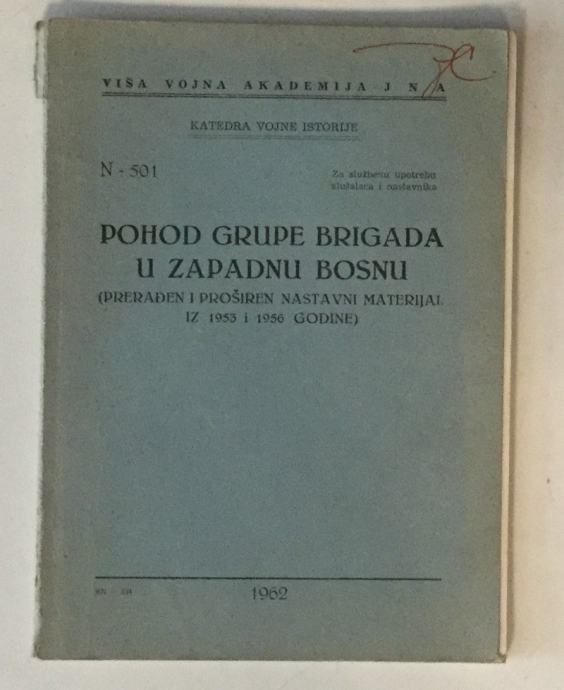 VIŠA VOJNA AKADEMIJA J N A
KATEDRA VOJNE ISTORIJE
N - 501
Za službenu upotrebu
slušalaca i nastavnika
POHOD GRUPE BRIGADA
U ZAPADNU BOSNU
(PRERAĐEN I PROŠIREN NASTAVNI MATERIJAL
IZ 1953 i 1956 GODINE)
1962